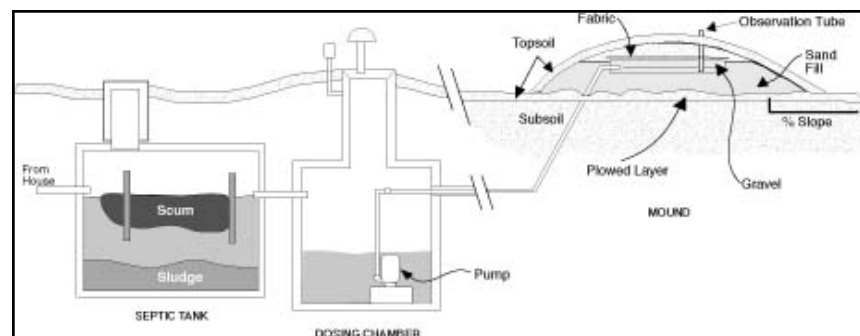 Fabric
Observation Tube
Topsoil
Sand
Fill
Subsoil
% Slope
From
House
Plowed Layer
Gravel
Scum
MOUND
Sludge
Pump
SEPTIC TANK
DOSING CHAMBER